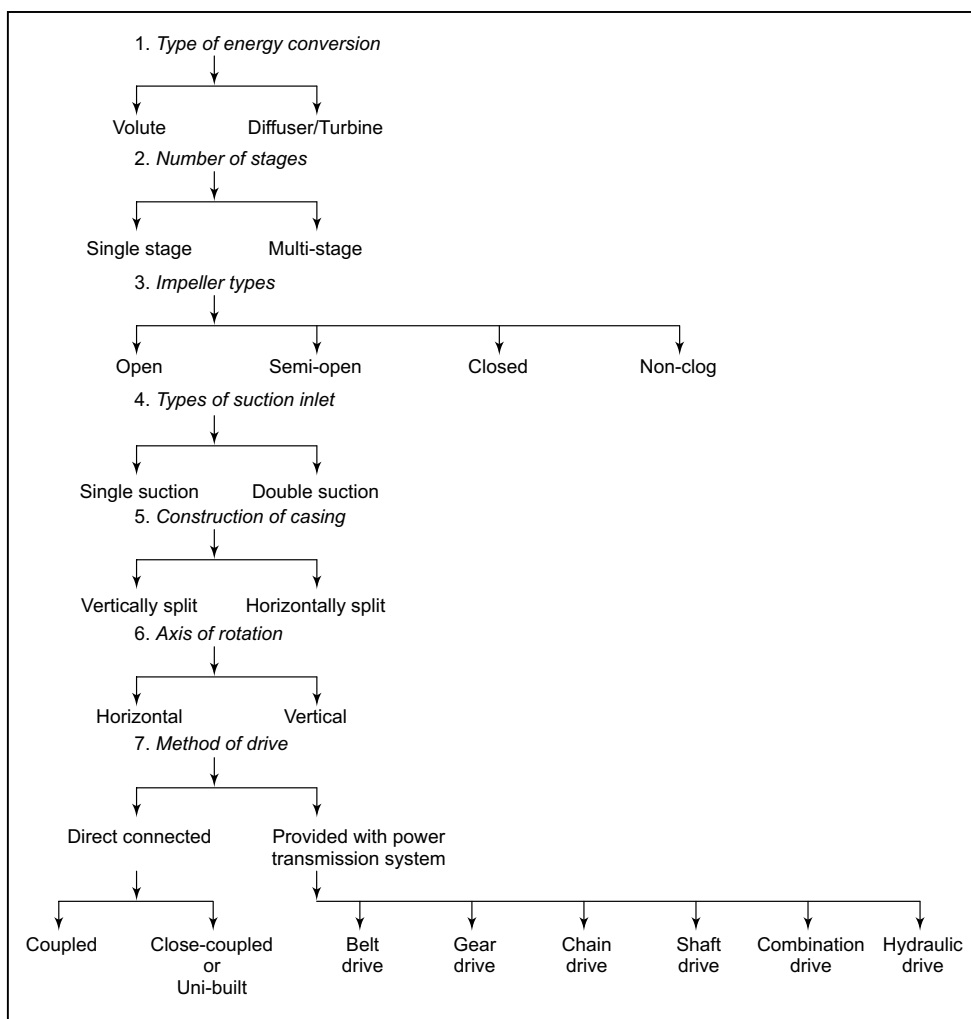 1. Type of energy conversion
Volute
Diffuser/Turbine
2. Number of stages
Single stage
Multi-stage
3. Impeller types
Open
Semi-open
Closed
Non-clog
4. Types of suction inlet
Single suction
Double suction
5. Construction of casing
Vertically split
Horizontally split
6. Axis of rotation
Horizontal
Vertical
7. Method of drive
Direct connected
Provided with power
transmission system
Coupled
Close-coupled
or
Uni-built
Belt
drive
Gear
drive
Chain
drive
Shaft
drive
Combination
drive
Hydraulic
drive